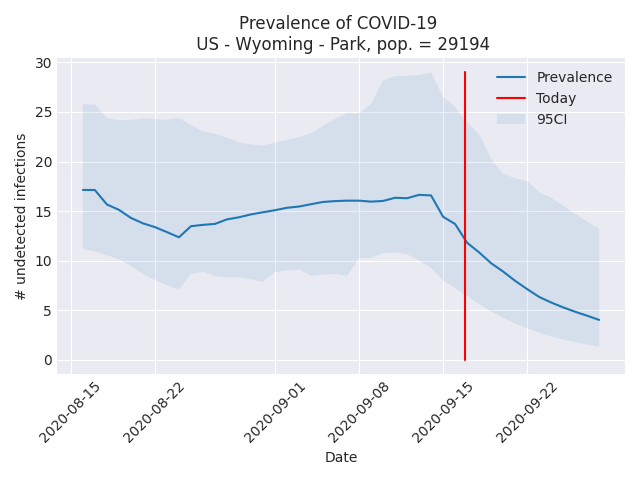 Prevalence of COVID-19
US - Wyoming - Park, pop. = 29194
30
25
20
15
10
5
0
# undetected infections
Prevalence
Today
95CI
2020-08-15
2020-08-22
2020-09-01
2020-09-08
2020-09-15
2020-09-22
Date